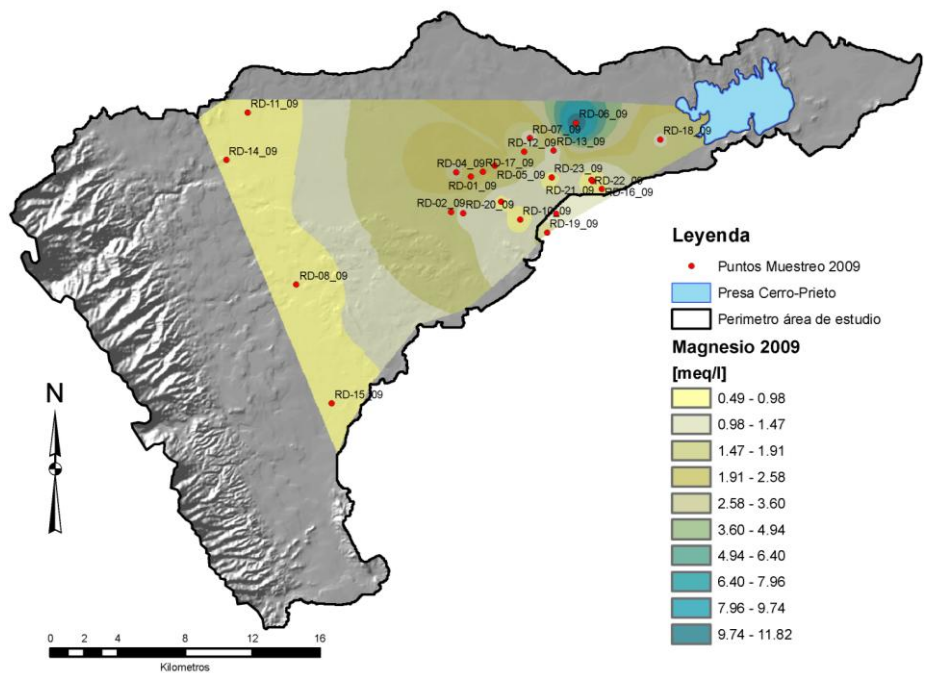 RD-11_09
RD-06_09
RD-07_09
RD-18_09
RD-12_09
RD-13_09
RD-14_09
RD-04_09
RD-17_09
RD-23_09
RD-05_09
RD-01_09
RD-22_09
RD-21_09
RD-16_09
RD-02_09
RD-20_09
RD-10_09
RD-19_09
RD-08_09
RD-15_09
Leyenda
Puntos Muestreo 2009
Presa Cerro-Prieto
Perimetro área de estudio
Magnesio 2009
[meq/l]
0.49 - 0.98
0.98 - 1.47
1.47 - 1.91
1.91 - 2.58
2.58 - 3.60
3.60 - 4.94
4.94 - 6.40
6.40 - 7.96
7.96 - 9.74
9.74 - 11.82
N
0 2 4 8 12 16
Kilometros